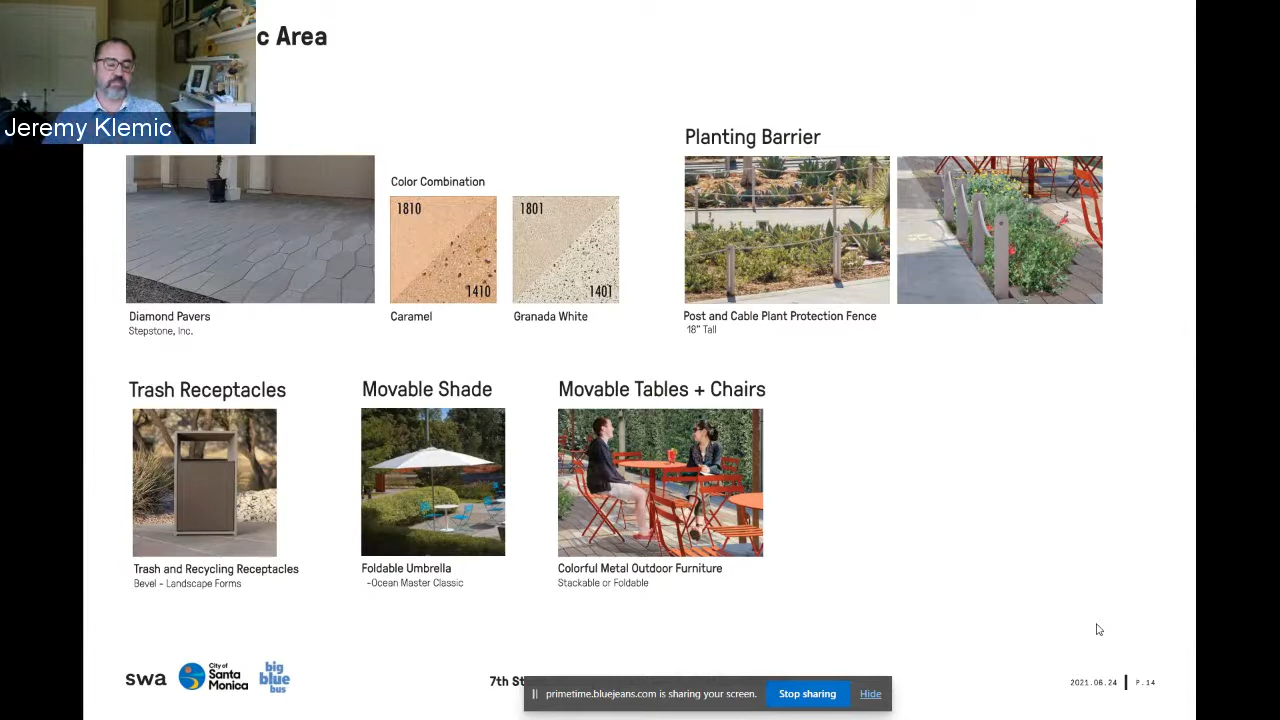 c Area
Jeremy Klemic
Planting Barrier
Color Combination
1810
1410
1801
1401
Diamond Pavers
Stepstone, Inc.
Caramel
Granada White
Post and Cable Plant Protection Fence
18" Tall
Trash Receptacles
Movable Shade
Movable Tables + Chairs
Trash and Recycling Receptacles
Bevel - Landscape Forms
Foldable Umbrella
-Ocean Master Classic
Colorful Metal Outdoor Furniture
Stackable or Foldable
swa
City of
Santa
Monica
big
blue
bus
7th St
primetime.bluejeans.com is sharing your screen.
Stop sharing
Hide
2021.06.24
P.14